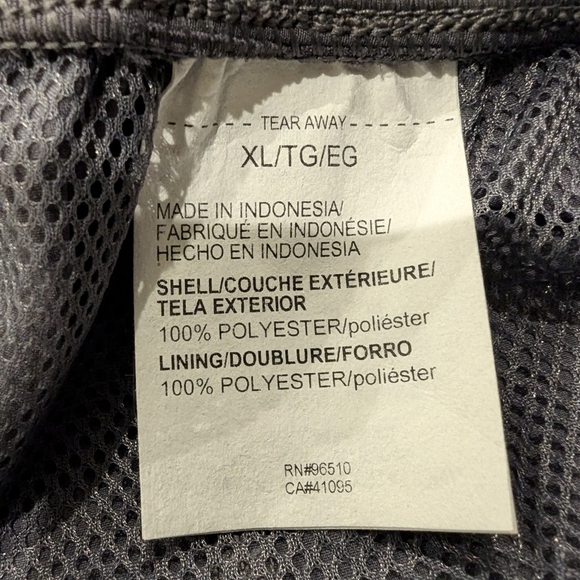 TEAR AWAY
XL/TG/EG
MADE IN INDONESIA/
FABRIQUÉ EN INDONÉSIE/
HECHO EN INDONESIA
SHELL/COUCHE EXTÉRIEURE/
TELA EXTERIOR
100% POLYESTER/poliéster
LINING/DOUBLURE/FORRO
100% POLYESTER/poliéster
RN#96510
CA#41095